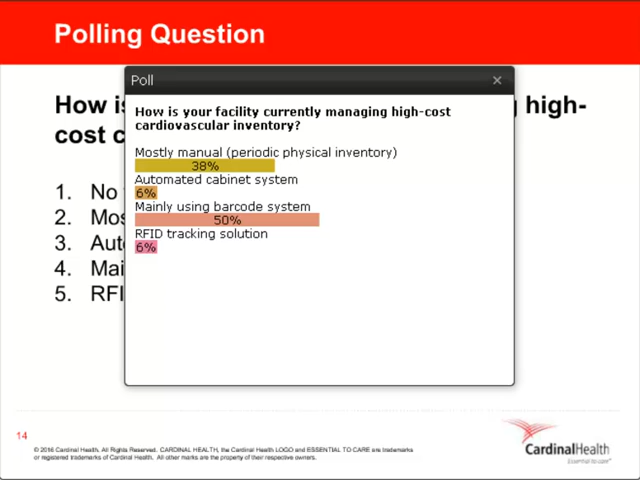 Polling Question
Poll
How is your facility currently managing high-cost
cardiovascular inventory?
Mostly manual (periodic physical inventory)
38%
Automated cabinet system
6%
Mainly using barcode system
50%
RFID tracking solution
6%
How is
g high-
cost c
1. No
2. Mos
3. Aut
4. Mai
5. RFI
14
© 2016 Cardinal Health. All Rights Reserved. CARDINAL HEALTH, the Cardinal Health LOGO and ESSENTIAL TO CARE are trademarks
or registered trademarks of Cardinal Health. All other marks are the property of their respective owners.
CardinalHealth
Essential to care